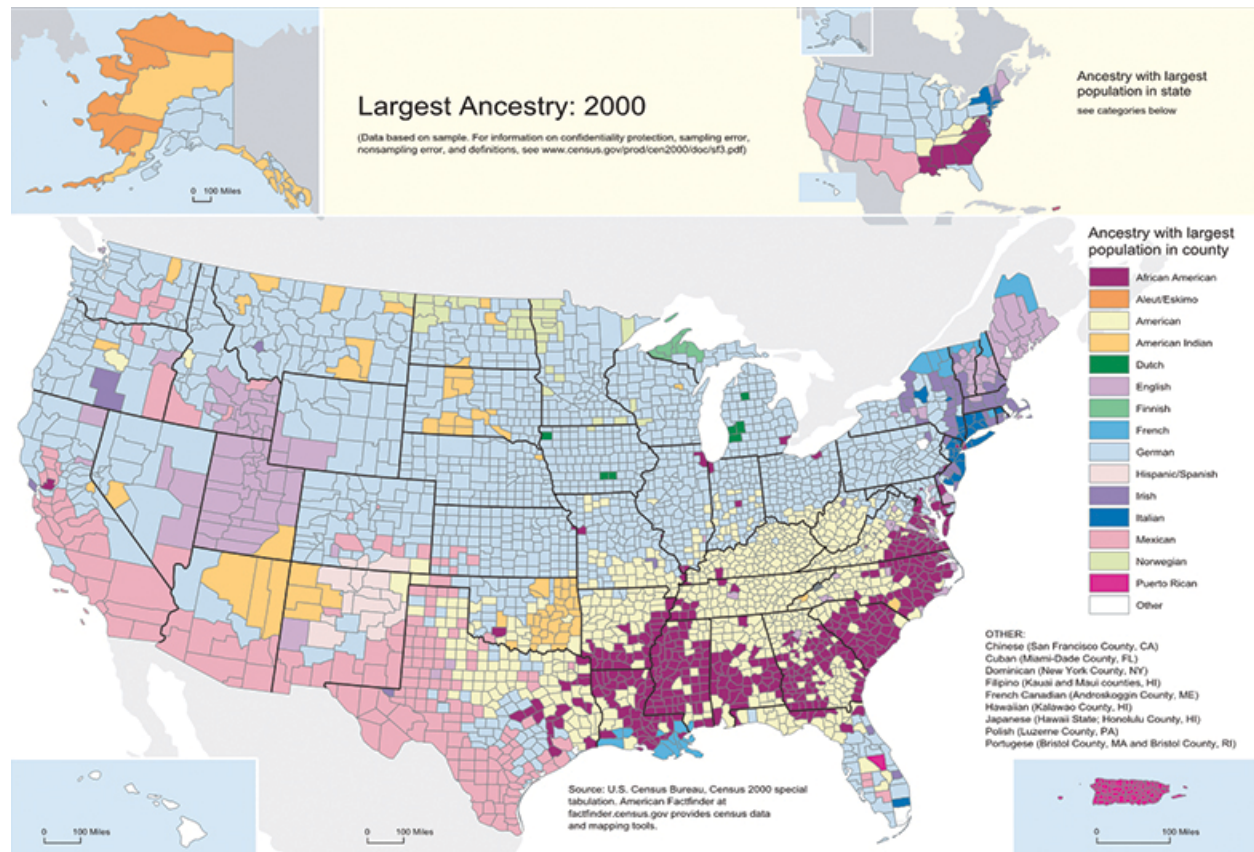 Largest Ancestry: 2000
(Data based on sample. For information on confidentiality protection, sampling error,
nonsampling error, and definitions, see www.census.gov/prod/cen2000/doc/sf3.pdf)
0 100 Miles
Ancestry with largest
population in state
see categories below
Ancestry with largest
population in county
African American
Aleut/Eskimo
American
American Indian
Dutch
English
Finnish
French
German
Hispanic/Spanish
Irish
Italian
Mexican
Norwegian
Puerto Rican
Other
OTHER:
Chinese (San Francisco County, CA)
Cuban (Miami-Dade County, FL)
Dominican (New York County, NY)
Filipino (Kauai and Maui counties, HI)
French Canadian (Androskoggin County, ME)
Hawaiian (Kalawao County, HI)
Japanese (Hawaii State; Honolulu County, HI)
Polish (Luzerne County, PA)
Portugese (Bristol County, MA and Bristol County, RI)
Source: U.S. Census Bureau, Census 2000 special
tabulation. American Factfinder at
factfinder.census.gov provides census data
and mapping tools.
0 100 Miles
0 100 Miles
0 100 Miles